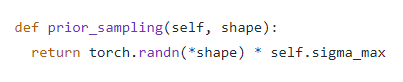 def prior_sampling(self, shape):
  return torch.randn(*shape) * self.sigma_max